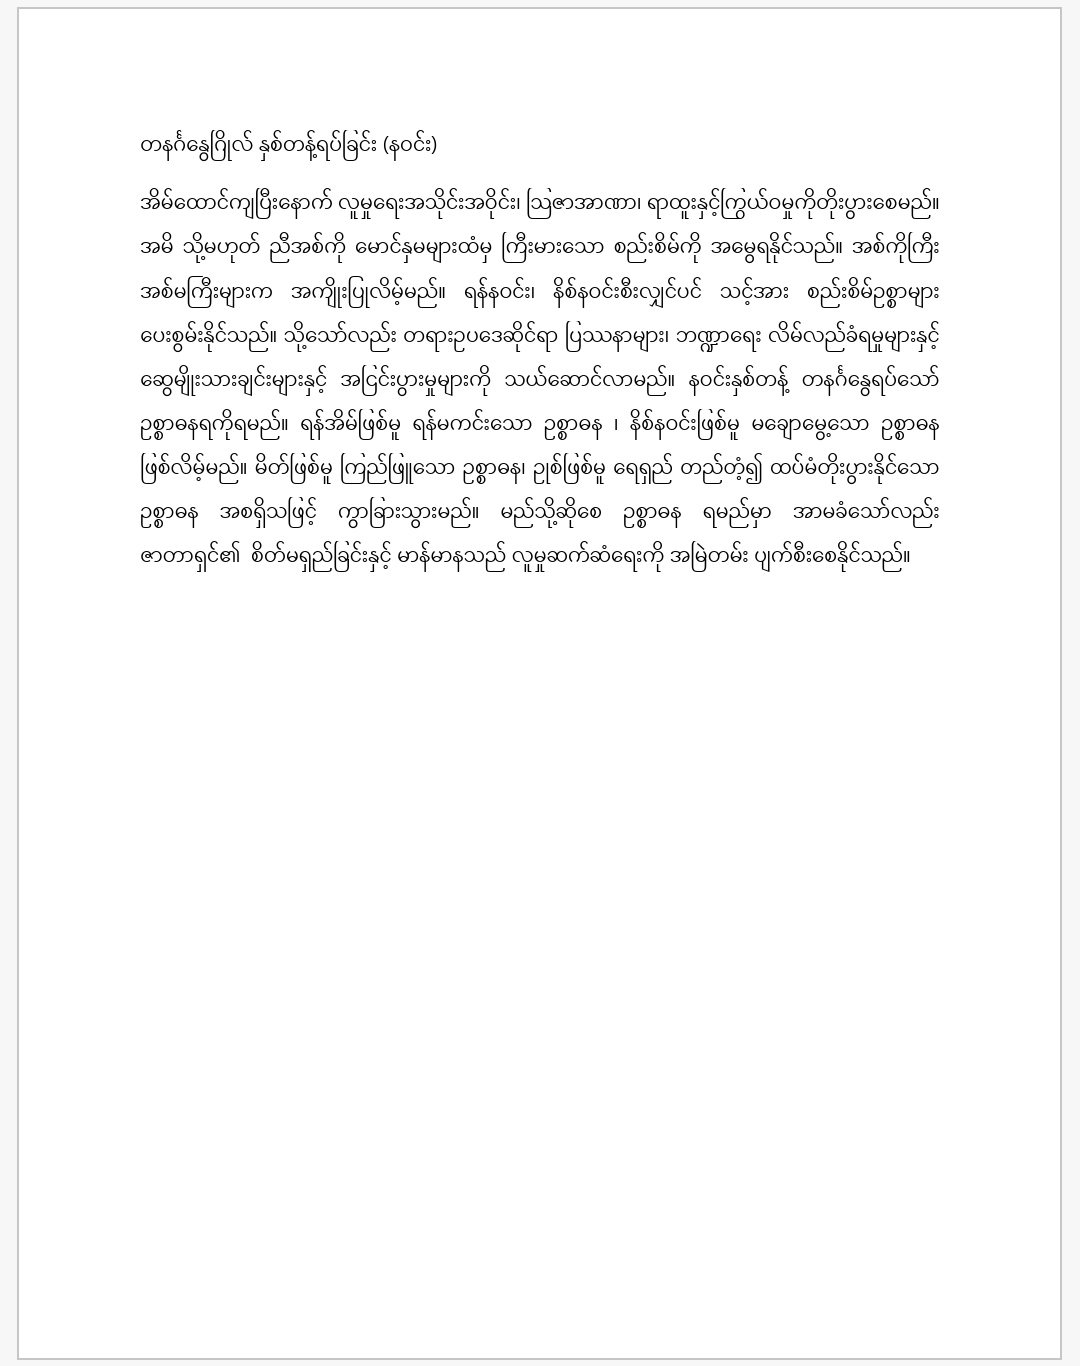 တနင်္ဂနွေဂြိုလ် နှစ်တန့်ရပ်ခြင်း (နဝင်း)
အိမ်ထောင်ကျပြီးနောက် လူမှုရေးအသိုင်းအဝိုင်း၊ ဩဇာအာဏာ၊ ရာထူးနှင့်ကြွယ်ဝမှုကိုတိုးပွားစေမည်။
အမိ သို့မဟုတ် ညီအစ်ကို မောင်နှမများထံမှ ကြီးမားသော စည်းစိမ်ကို အမွေရနိုင်သည်။ အစ်ကိုကြီး
အစ်မကြီးများက အကျိုးပြုလိမ့်မည်။ ရန်နဝင်း၊ နိစ်နဝင်းစီးလျှင်ပင် သင့်အား စည်းစိမ်ဥစ္စာများ
ပေးစွမ်းနိုင်သည်။ သို့သော်လည်း တရားဥပဒေဆိုင်ရာ ပြဿနာများ၊ ဘဏ္ဍာရေး လိမ်လည်ခံရမှုများနှင့်
ဆွေမျိုးသားချင်းများနှင့် အငြင်းပွားမှုများကို သယ်ဆောင်လာမည်။ နဝင်းနှစ်တန့် တနင်္ဂနွေရပ်သော်
ဥစ္စာဓနရကိုရမည်။ ရန်အိမ်ဖြစ်မူ ရန်မကင်းသော ဥစ္စာဓန ၊ နိစ်နဝင်းဖြစ်မူ မချောမွေ့သော ဥစ္စာဓန
ဖြစ်လိမ့်မည်။ မိတ်ဖြစ်မူ ကြည်ဖြူသော ဥစ္စာဓန၊ ဥုစ်ဖြစ်မူ ရေရှည် တည်တံ့၍ ထပ်မံတိုးပွားနိုင်သော
ဥစ္စာဓန အစရှိသဖြင့် ကွာခြားသွားမည်။ မည်သို့ဆိုစေ ဥစ္စာဓန ရမည်မှာ အာမခံသော်လည်း
ဇာတာရှင်၏ စိတ်မရှည်ခြင်းနှင့် မာန်မာနသည် လူမှုဆက်ဆံရေးကို အမြဲတမ်း ပျက်စီးစေနိုင်သည်။